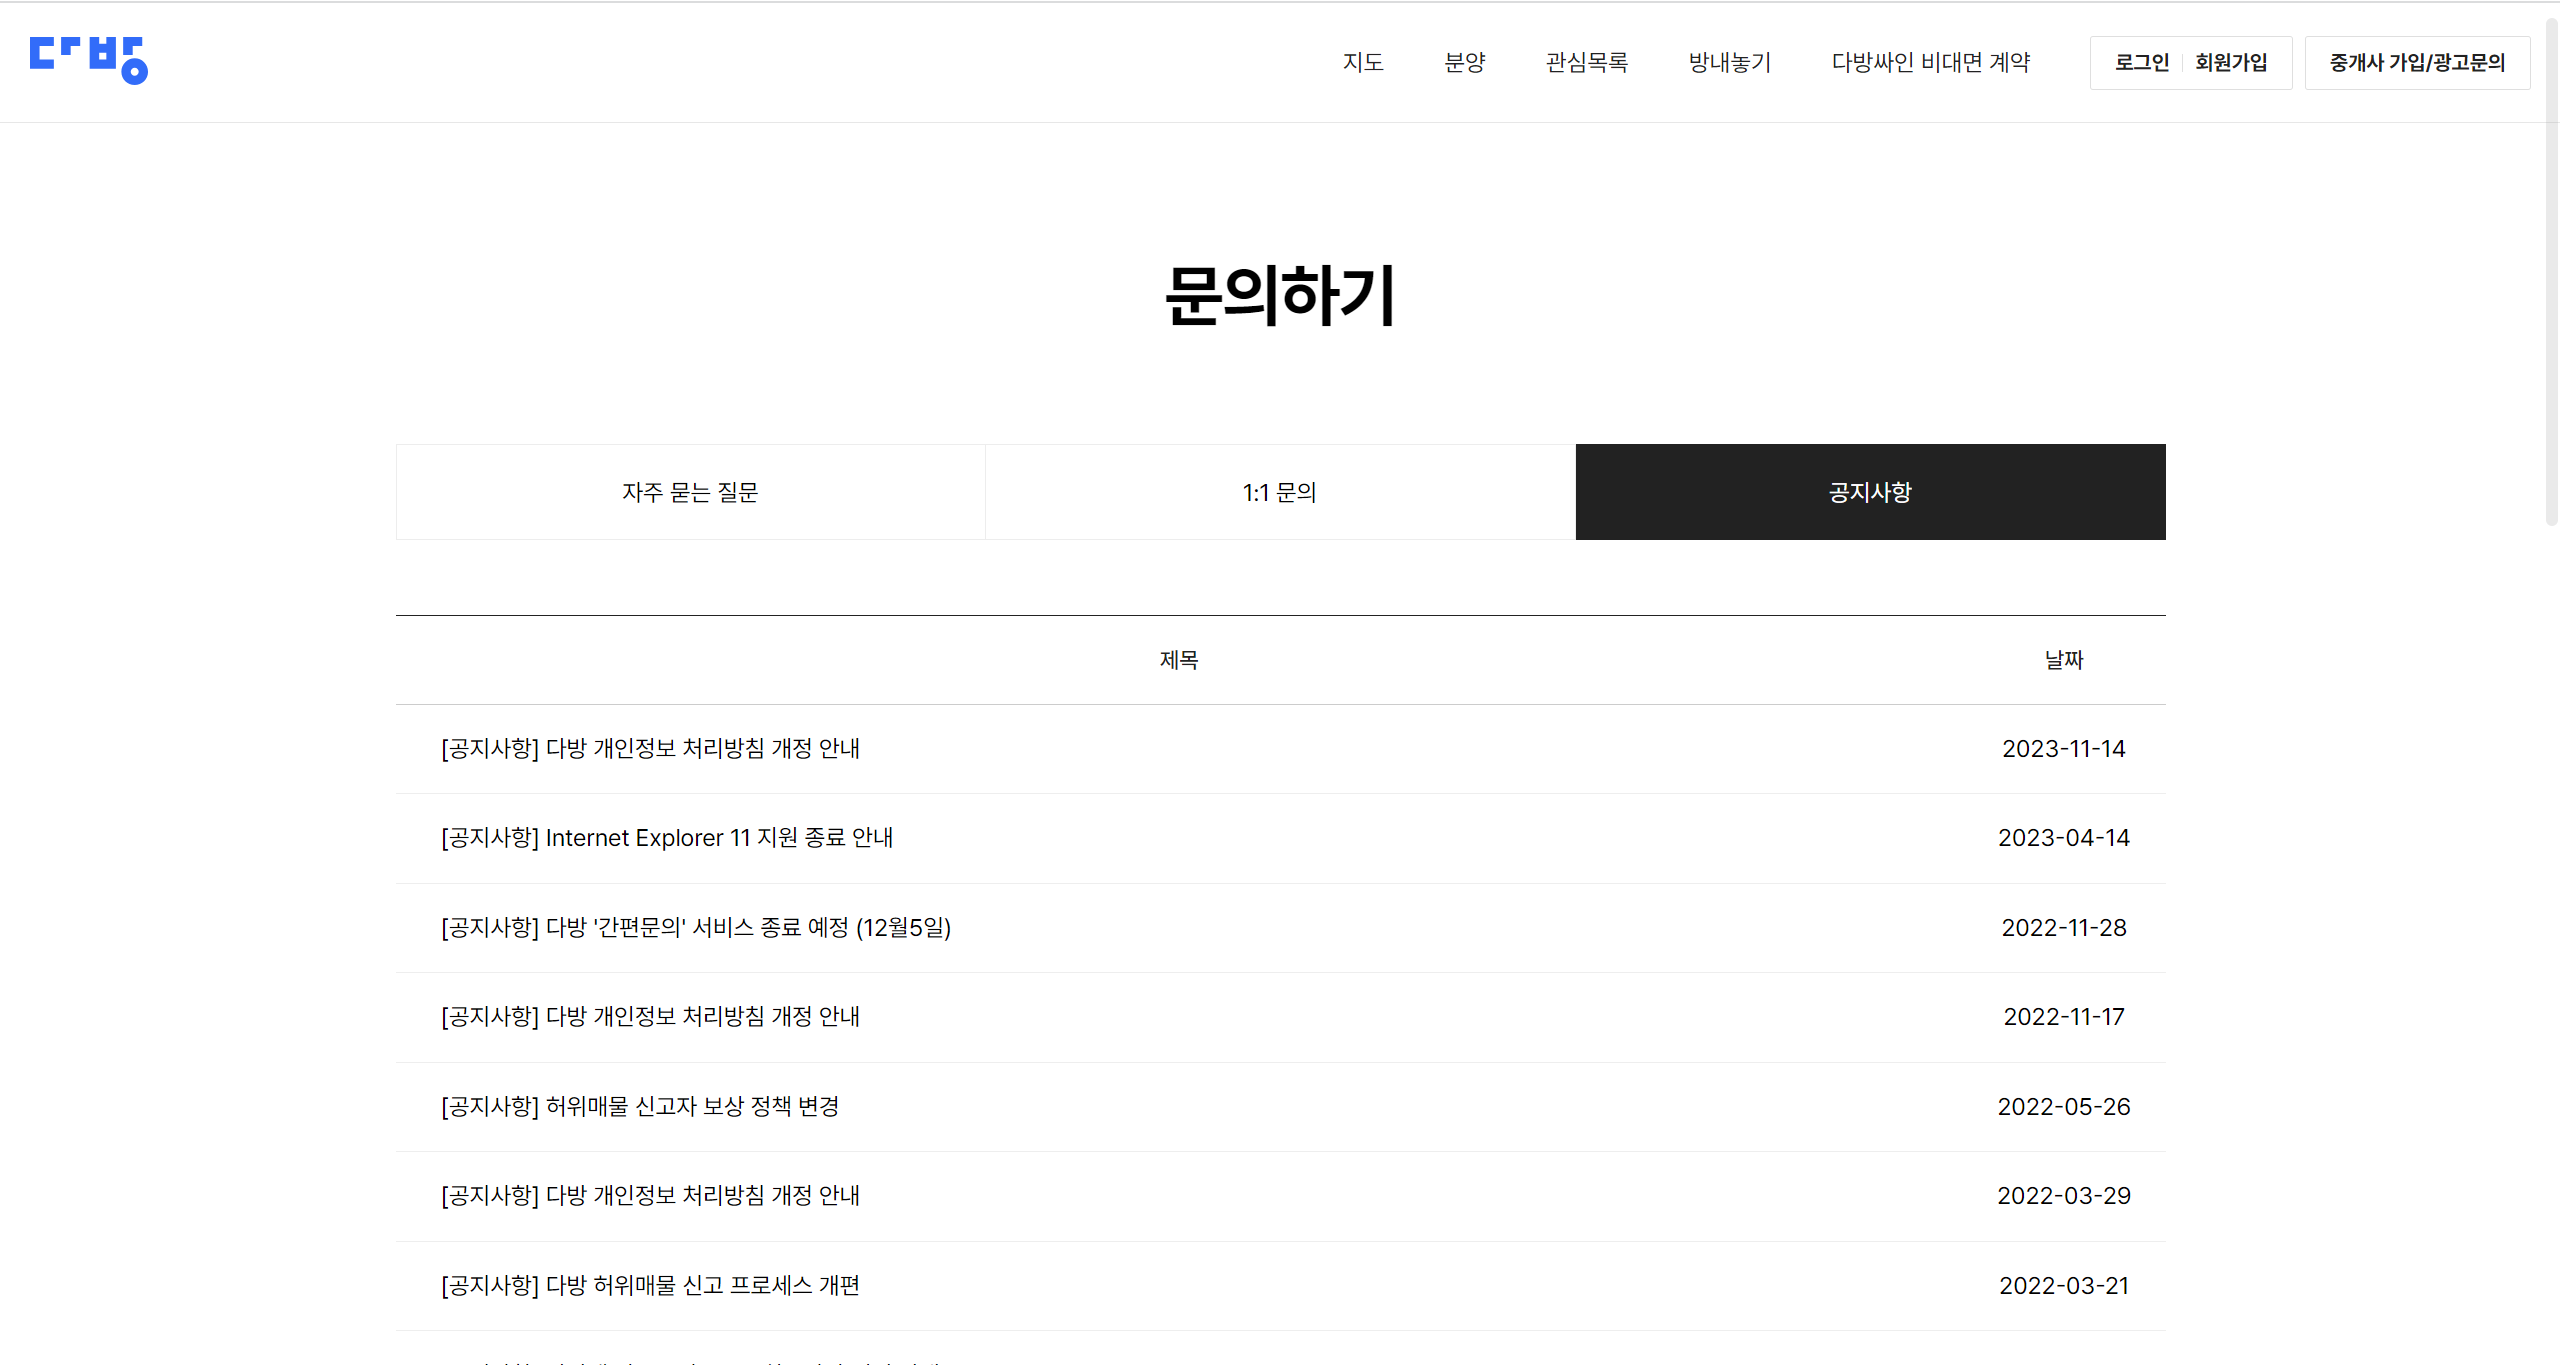 다방
지도 분양 관심목록 방내놓기 다방싸인 비대면 계약 로그인 회원가입 중개사 가입/광고문의
문의하기
자주 묻는 질문 1:1 문의 공지사항
제목 날짜
[공지사항] 다방 개인정보 처리방침 개정 안내 2023-11-14
[공지사항] Internet Explorer 11 지원 종료 안내 2023-04-14
[공지사항] 다방 '간편문의' 서비스 종료 예정 (12월5일) 2022-11-28
[공지사항] 다방 개인정보 처리방침 개정 안내 2022-11-17
[공지사항] 허위매물 신고자 보상 정책 변경 2022-05-26
[공지사항] 다방 개인정보 처리방침 개정 안내 2022-03-29
[공지사항] 다방 허위매물 신고 프로세스 개편 2022-03-21